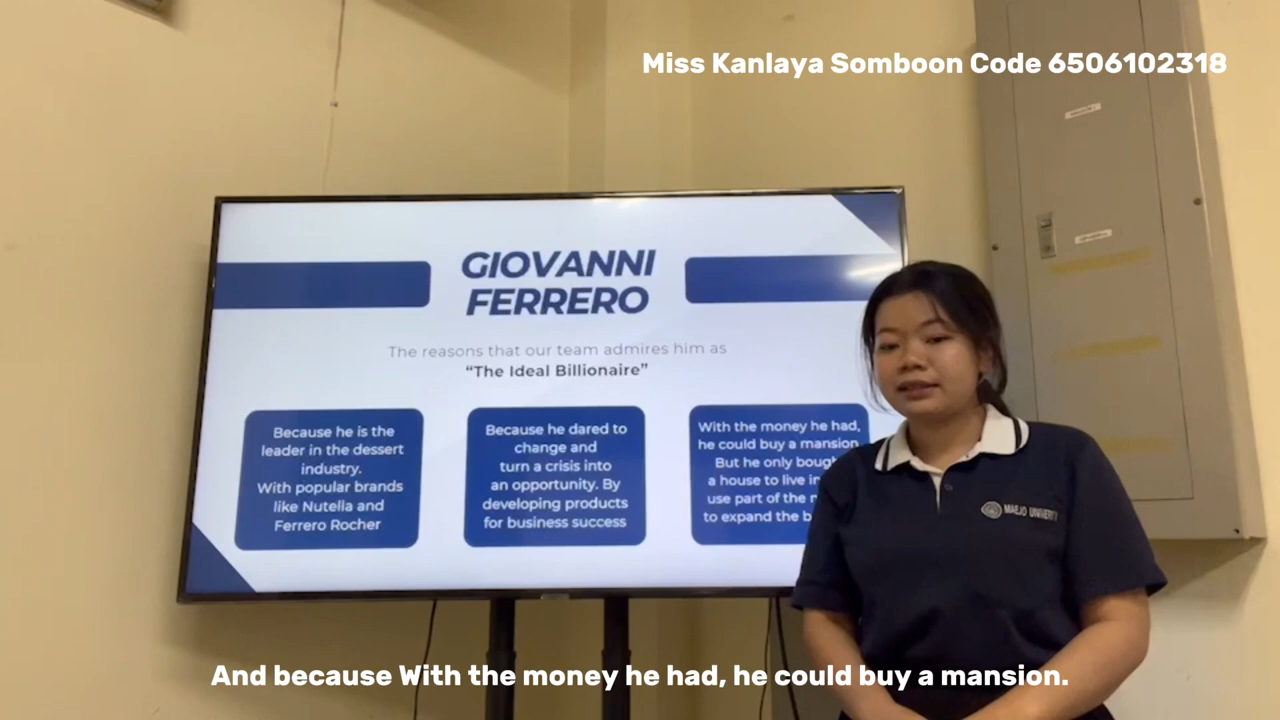 Miss Kanlaya Somboon Code 6506102318
GIOVANNI
FERRERO
The reasons that our team admires him as
“The Ideal Billionaire”
Because he is the
leader in the dessert
industry.
With popular brands
like Nutella and
Ferrero Rocher
Because he dared to
change and
turn a crisis into
an opportunity. By
developing products
for business success
With the money he had,
he could buy a mansion
But he only
a house to live
use part of the
to expand the
MAEJO
And because With the money he had, he could buy a mansion.